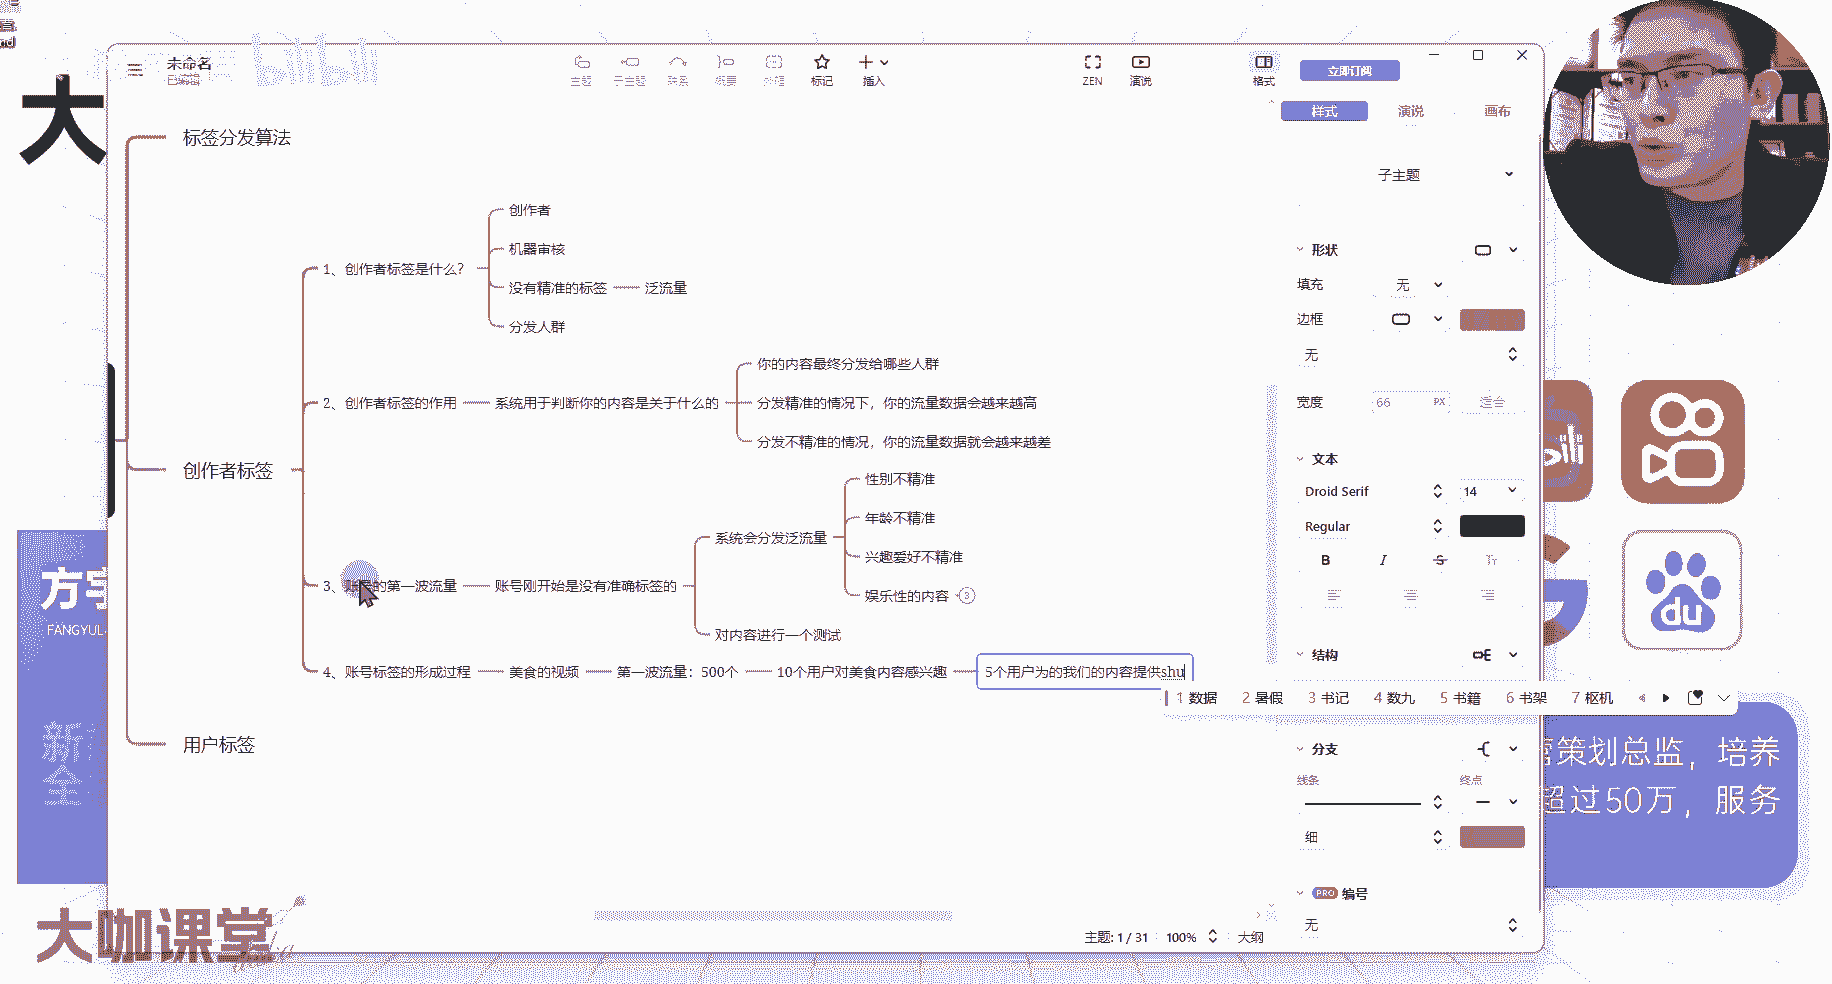 大
bilibili
未命名
已编辑
主题
子主题
联系
概要
外框
标记
插入
ZEN
演说
格式
立即订阅
样式
演说
画布
标签分发算法
创作者标签
用户标签
1、创作者标签是什么?
创作者
机器审核
没有精准的标签
泛流量
分发人群
2、创作者标签的作用
系统用于判断你的内容是关于什么的
你的内容最终分发给哪些人群
分发精准的情况下，你的流量数据会越来越高
分发不精准的情况，你的流量数据就会越来越差
3、账号的第一波流量
账号刚开始是没有准确标签的
系统会分发泛流量
性别不精准
年龄不精准
兴趣爱好不精准
娱乐性的内容
3
对内容进行一个测试
4、账号标签的形成过程
美食的视频
第一波流量：500个
10个用户对美食内容感兴趣
5个用户为的我们的内容提供shu
1 数据 2 暑假 3 书记 4 数九 5 书籍 6 书架 7 枢机
子主题
形状
填充
无
边框
无
宽度
66
PX
适合
文本
Droid Serif
14
Regular
B
I
S
Tт
结构
分支
线条
终点
细
PRO
编号
无
主题: 1 / 31
100%
大纲
FANGYUL
新
全
策划总监，培养
超过50万，服务
du
大咖课堂